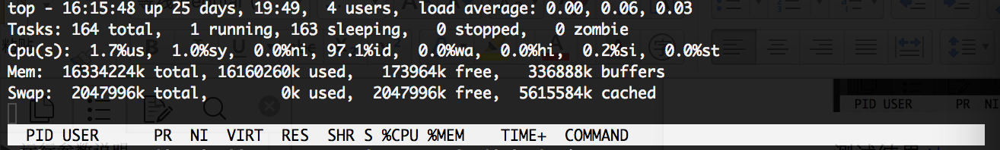 top - 16:15:48 up 25 days, 19:49,  4 users,  load average: 0.00, 0.06, 0.03
Tasks: 164 total,   1 running, 163 sleeping,   0 stopped,   0 zombie
Cpu(s):  1.7%us,  1.0%sy,  0.0%ni, 97.1%id,  0.0%wa,  0.0%hi,  0.2%si,  0.0%st
Mem:  16334224k total, 16160260k used,   173964k free,   336888k buffers
Swap:  2047996k total,        0k used,  2047996k free,  5615584k cached
PID USER      PR  NI
  PID USER      PR  NI  VIRT  RES  SHR S %CPU %MEM    TIME+  COMMAND